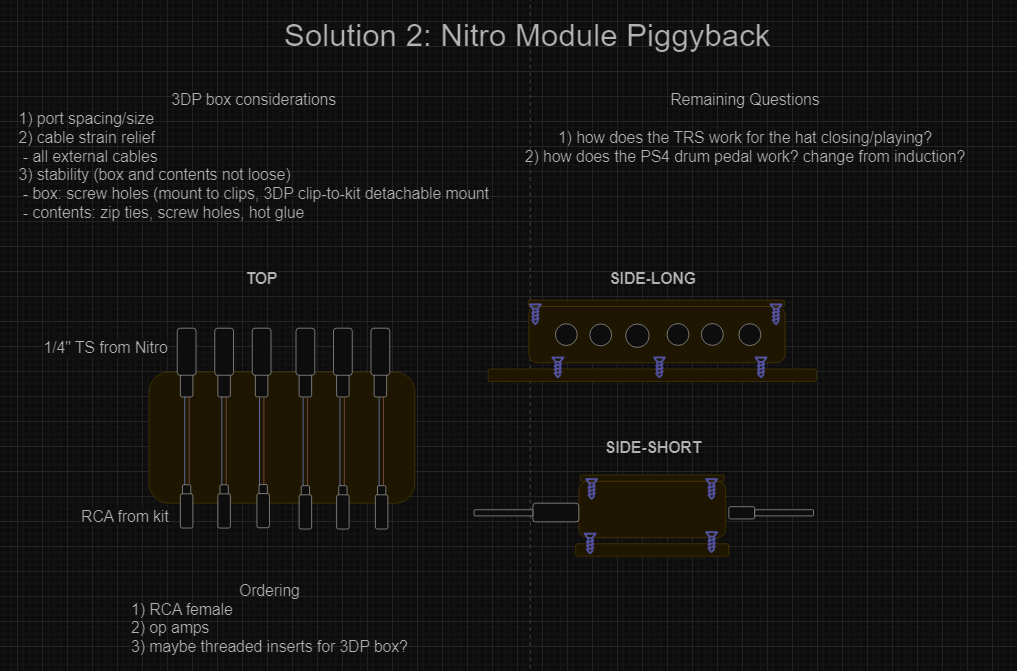 Solution 2: Nitro Module Piggyback
3DP box considerations
1) port spacing/size
2) cable strain relief
- all external cables
3) stability (box and contents not loose)
- box: screw holes (mount to clips, 3DP clip-to-kit detachable mount
- contents: zip ties, screw holes, hot glue
Remaining Questions
1) how does the TRS work for the hat closing/playing?
2) how does the PS4 drum pedal work? change from induction?
TOP
1/4" TS from Nitro
RCA from kit
SIDE-LONG
SIDE-SHORT
Ordering
1) RCA female
2) op amps
3) maybe threaded inserts for 3DP box?